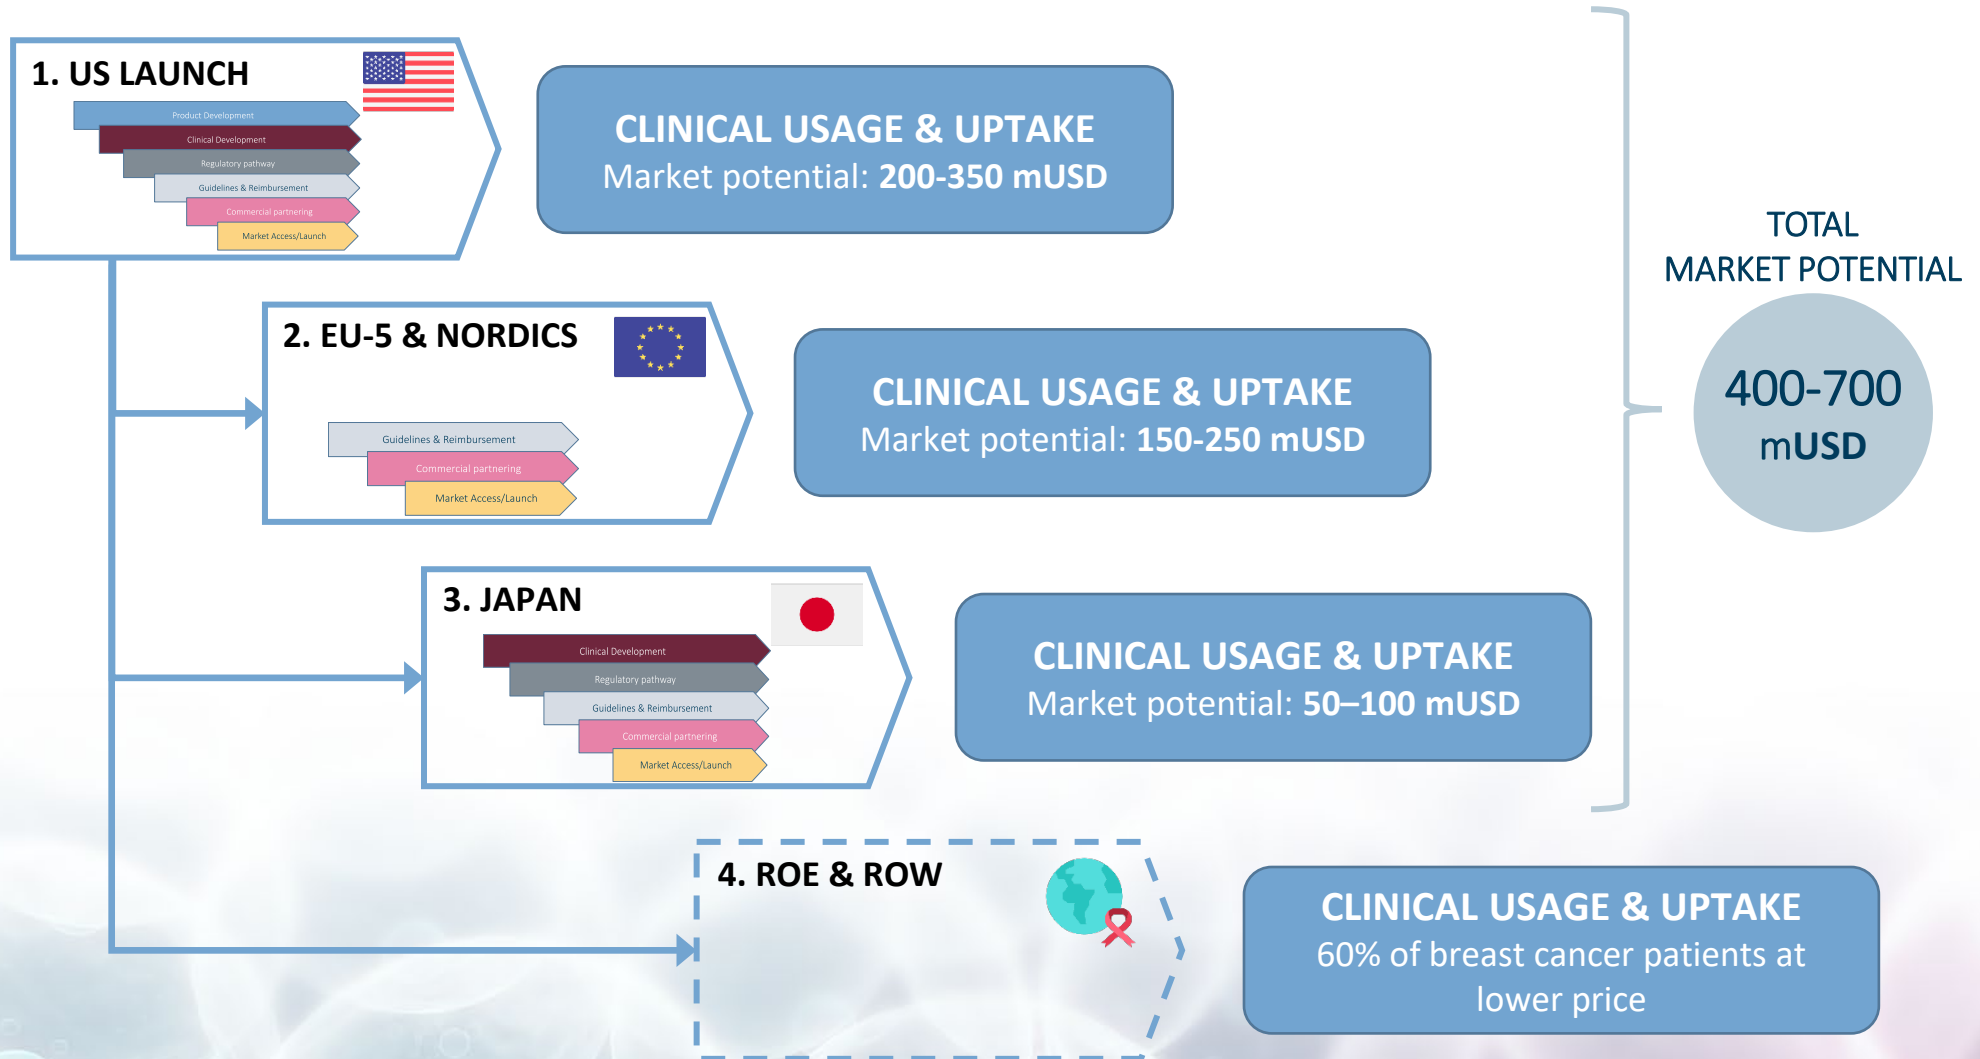 1. US LAUNCH
Product Development
Clinical Development
Regulatory pathway
Guidelines & Reimbursement
Commercial partnering
Market Access/Launch
CLINICAL USAGE & UPTAKE
Market potential: 200-350 mUSD
2. EU-5 & NORDICS
Guidelines & Reimbursement
Commercial partnering
Market Access/Launch
CLINICAL USAGE & UPTAKE
Market potential: 150-250 mUSD
3. JAPAN
Clinical Development
Regulatory pathway
Guidelines & Reimbursement
Commercial partnering
Market Access/Launch
CLINICAL USAGE & UPTAKE
Market potential: 50–100 mUSD
4. ROE & ROW
CLINICAL USAGE & UPTAKE
60% of breast cancer patients at
lower price
TOTAL
MARKET POTENTIAL
400-700
mUSD